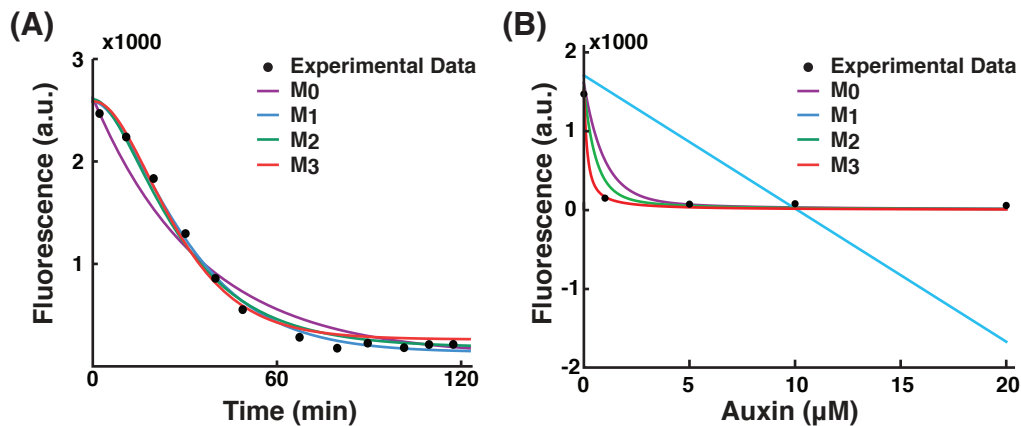 (A)
x1000
Fluorescence (a.u.)
3
2
1
0
60
120
Time (min)
Experimental Data
M0
M1
M2
M3
(B)
x1000
Fluorescence (a.u.)
2
1
0
-1
-2
0
5
10
15
20
Auxin (µM)
Experimental Data
M0
M1
M2
M3